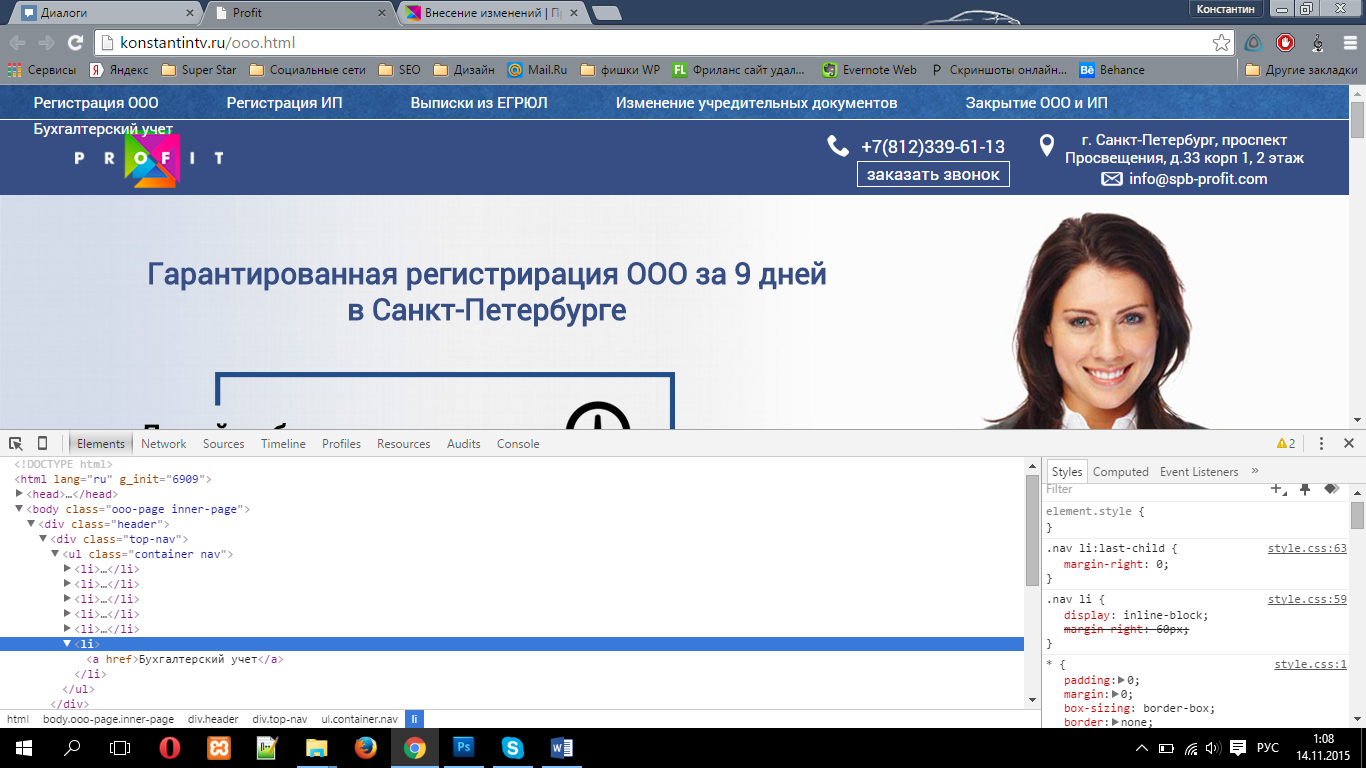 Диалоги
Profit
Внесение изменений | П
Константин
konstantintv.ru/ooo.html
Сервисы
Яндекс
Super Star
Социальные сети
SEO
Дизайн
Mail.Ru
фишки WP
FL Фриланс сайт удал...
Evernote Web
P Скриншоты онлайн...
Bē Behance
Другие закладки
Регистрация ООО
Регистрация ИП
Выписки из ЕГРЮЛ
Изменение учредительных документов
Закрытие ООО и ИП
Бухгалтерский учет
PROFIT
+7(812)339-61-13
заказать звонок
г. Санкт-Петербург, проспект
Просвещения, д.33 корп 1, 2 этаж
info@spb-profit.com
Гарантированная регистрирация ООО за 9 дней
в Санкт-Петербурге
Elements Network Sources Timeline Profiles Resources Audits Console
2
<!DOCTYPE html>
<html lang="ru" g_init="6909">
<head>…</head>
<body class="ooo-page inner-page">
<div class="header">
<div class="top-nav">
<ul class="container nav">
<li>…</li>
<li>…</li>
<li>…</li>
<li>…</li>
<li>…</li>
<li>
<a href>Бухгалтерский учет</a>
</li>
</ul>
</div>
html body.ooo-page.inner-page div.header div.top-nav ul.container.nav li
Styles Computed Event Listeners »
Filter
element.style {
}
.nav li:last-child { style.css:63
margin-right: 0;
}
.nav li { style.css:59
display: inline-block;
margin-right: 60px;
}
* { style.css:1
padding: 0;
margin: 0;
box-sizing: border-box;
border: none;
РУС
1:08
14.11.2015